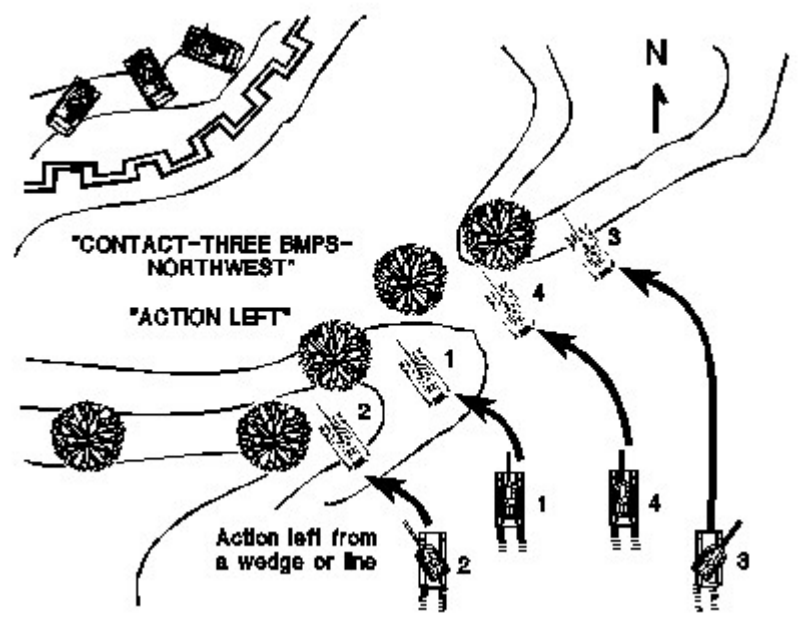 N
"CONTACT-THREE BMPS-
NORTHWEST"
"ACTION LEFT"
3
4
1
2
1
4
Action left from
a wedge or line
2
3